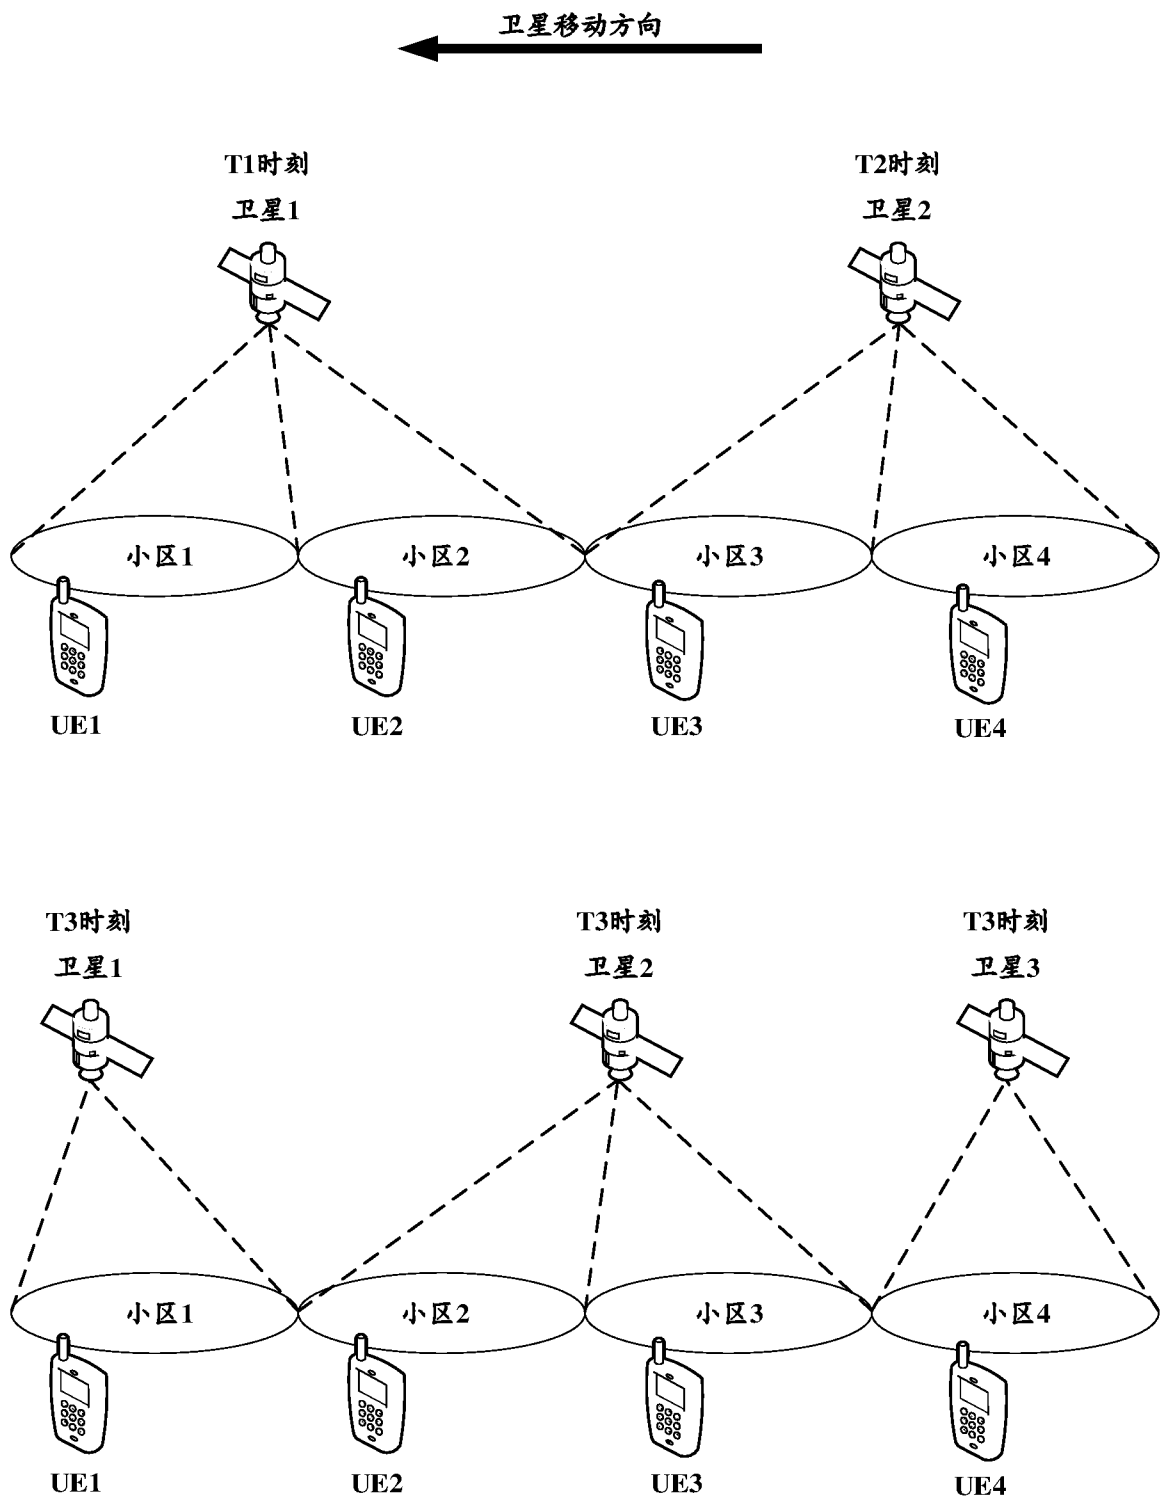 卫星移动方向
T1时刻
卫星1
T2时刻
卫星2
小区1
小区2
小区3
小区4
UE1
UE2
UE3
UE4
T3时刻
卫星1
T3时刻
卫星2
T3时刻
卫星3
小区1
小区2
小区3
小区4
UE1
UE2
UE3
UE4